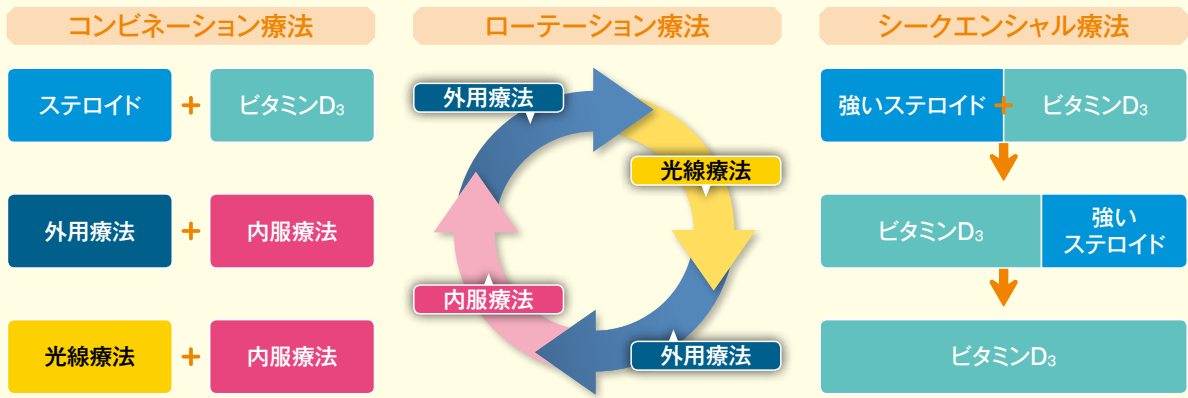 コンビネーション療法
ステロイド
+
ビタミンD₃
外用療法
+
内服療法
光線療法
+
内服療法
ローテーション療法
外用療法
光線療法
外用療法
内服療法
シークエンシャル療法
強いステロイド
+
ビタミンD₃
ビタミンD₃
強い
ステロイド
ビタミンD₃